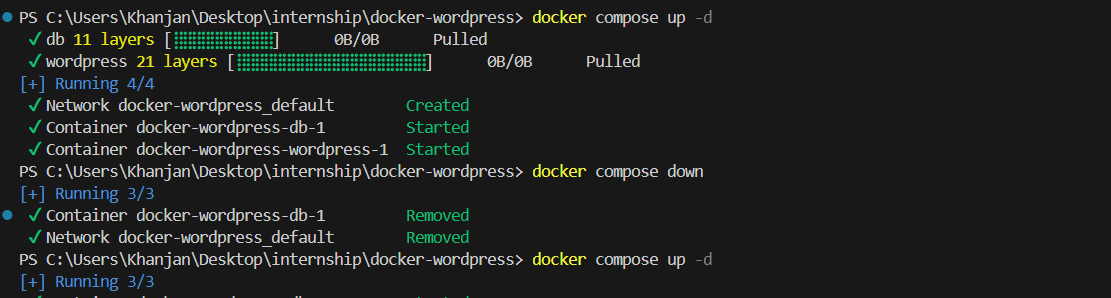 PS C:\Users\Khanjan\Desktop\internship\docker-wordpress> docker compose up -d
✔ db 11 layers [⣿⣿⣿⣿⣿⣿⣿⣿⣿⣿⣿] 0B/0B Pulled
✔ wordpress 21 layers [⣿⣿⣿⣿⣿⣿⣿⣿⣿⣿⣿⣿⣿⣿⣿⣿⣿⣿⣿⣿⣿] 0B/0B Pulled
[+] Running 4/4
✔ Network docker-wordpress_default Created
✔ Container docker-wordpress-db-1 Started
✔ Container docker-wordpress-wordpress-1 Started
PS C:\Users\Khanjan\Desktop\internship\docker-wordpress> docker compose down
[+] Running 3/3
✔ Container docker-wordpress-db-1 Removed
✔ Network docker-wordpress_default Removed
PS C:\Users\Khanjan\Desktop\internship\docker-wordpress> docker compose up -d
[+] Running 3/3